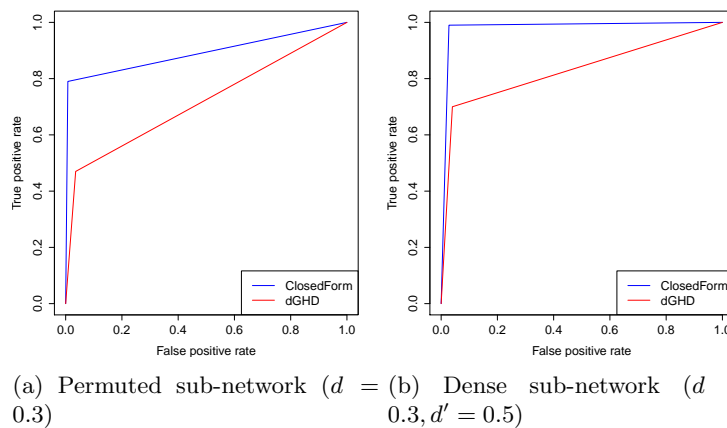 1.0
0.8
0.6
0.4
0.2
0.0
True positive rate
0.0 0.2 0.4 0.6 0.8 1.0
False positive rate
ClosedForm
dGHD
1.0
0.8
0.6
0.4
0.2
0.0
True positive rate
0.0 0.2 0.4 0.6 0.8 1.0
False positive rate
ClosedForm
dGHD
(a) Permuted sub-network (d =
0.3)
(b) Dense sub-network (d
0.3, d′ = 0.5)